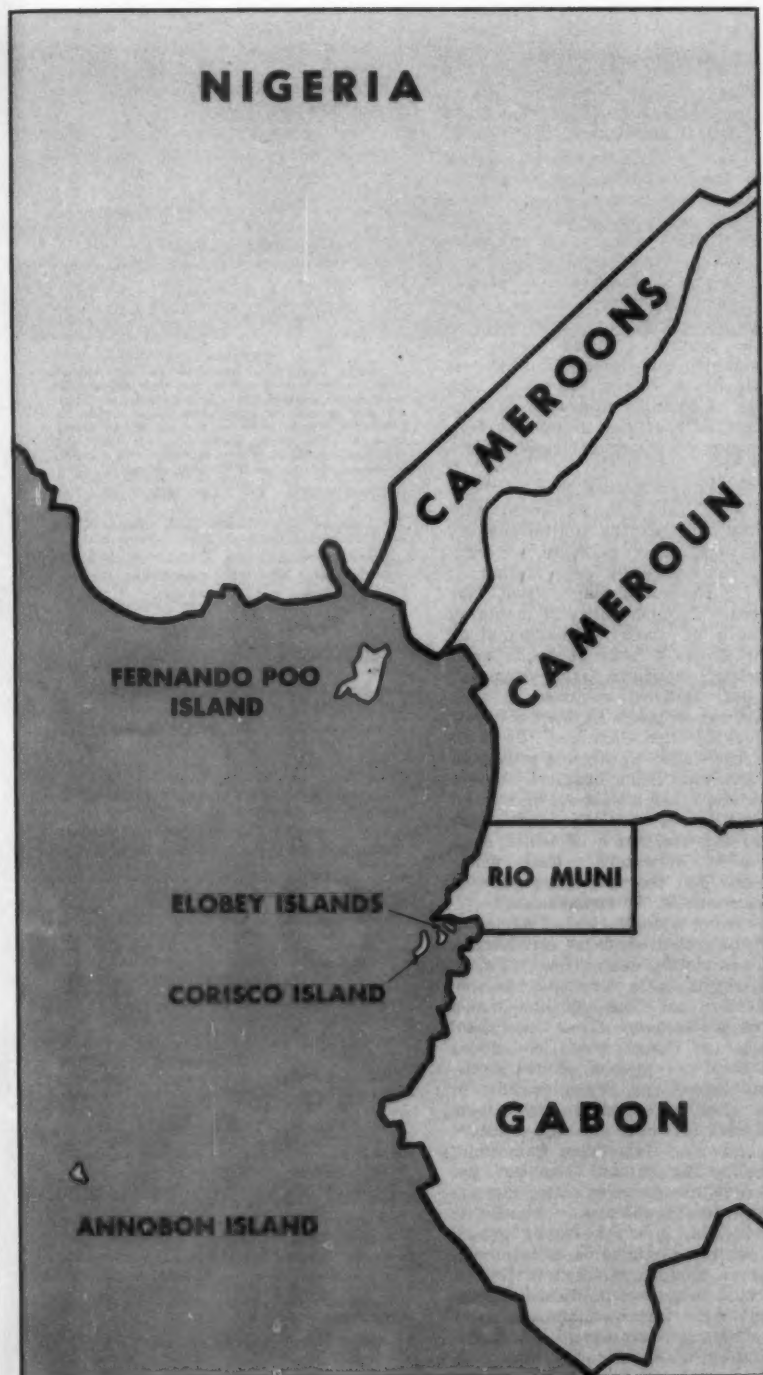 NIGERIA
CAMEROONS
CAMEROUN
FERNANDO POO
ISLAND
RIO MUNI
ELOBEY ISLANDS
CORISCO ISLAND
GABON
ANNOBON ISLAND